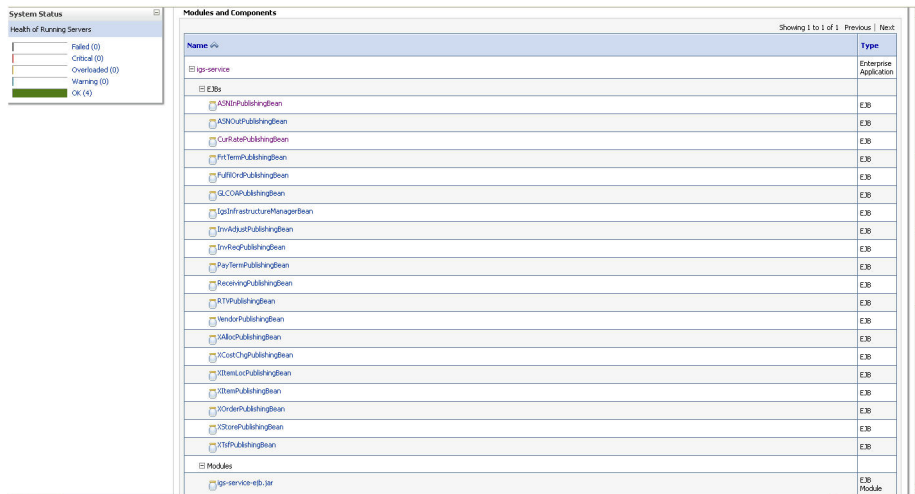 System Status
Health of Running Servers
Failed (0)
Critical (0)
Overloaded (0)
Warning (0)
OK (4)
Modules and Components
Showing 1 to 1 of 1 Previous | Next
Name Type
igs-service Enterprise Application
EJBs
ASNInPublishingBean EJB
ASNOutPublishingBean EJB
CurRatePublishingBean EJB
FrtTermPublishingBean EJB
FulfilOrdPublishingBean EJB
GLCOAPublishingBean EJB
IgsInfrastructureManagerBean EJB
InvAdjustPublishingBean EJB
InvReqPublishingBean EJB
PayTermPublishingBean EJB
ReceivingPublishingBean EJB
RTVPublishingBean EJB
VendorPublishingBean EJB
XAllocPublishingBean EJB
XCostChgPublishingBean EJB
XItemLocPublishingBean EJB
XItemPublishingBean EJB
XOrderPublishingBean EJB
XStorePublishingBean EJB
XTsfPublishingBean EJB
Modules
igs-service-ejb.jar EJB Module